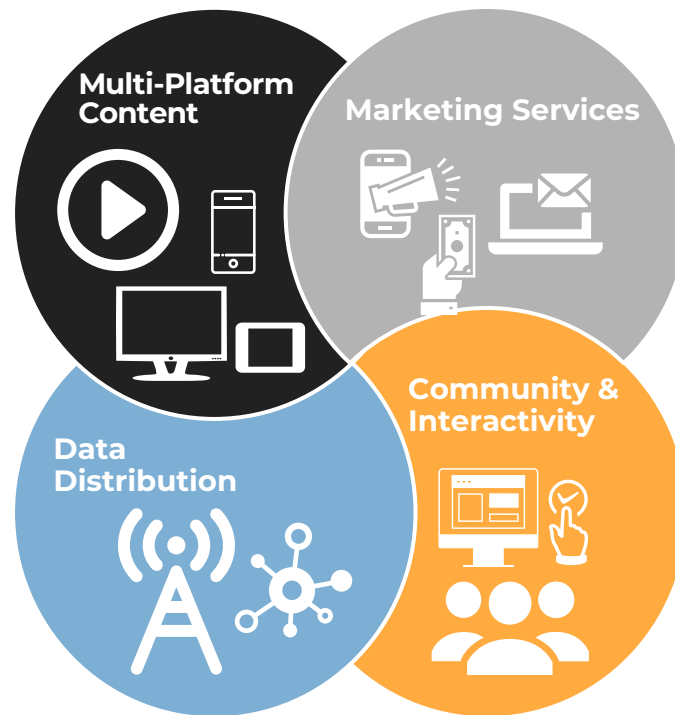 Multi-Platform
Content
Marketing Services
Community &
Interactivity
Data
Distribution